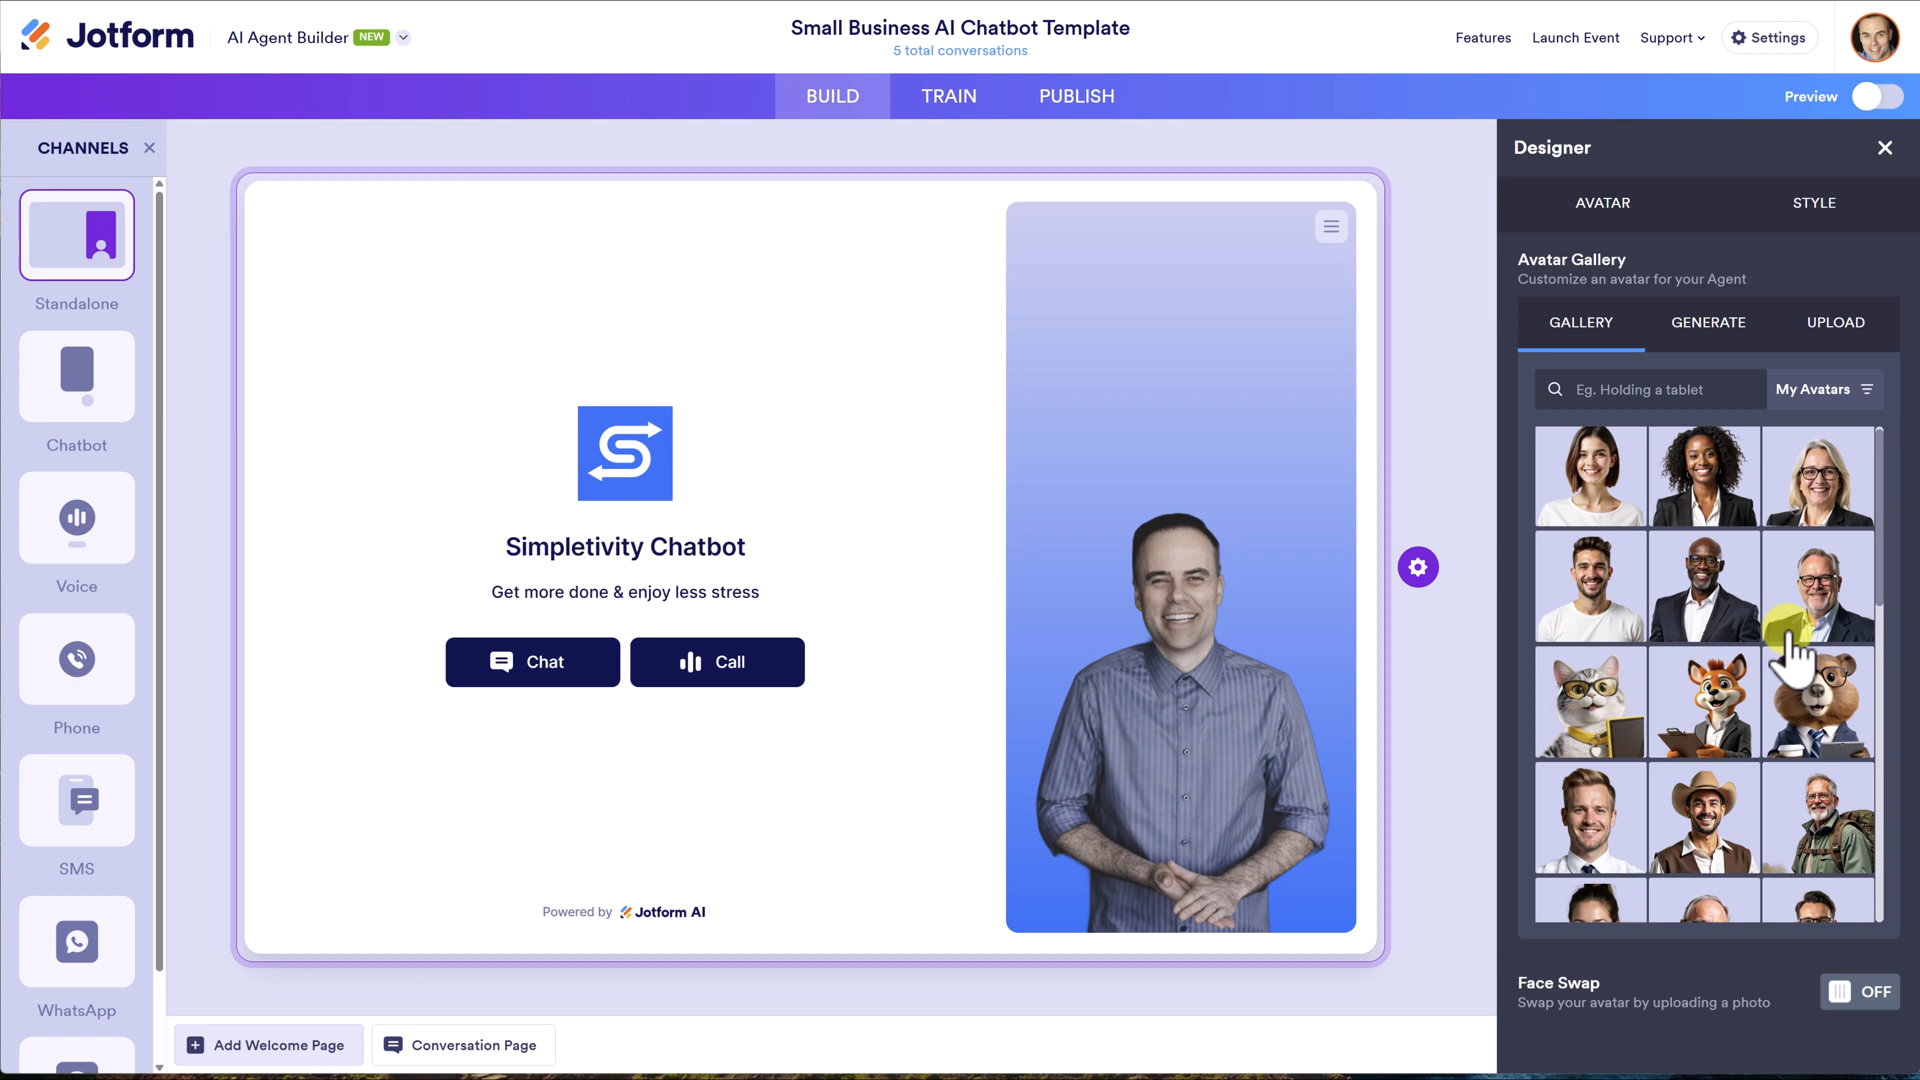 Jotform
AI Agent Builder NEW
Small Business AI Chatbot Template
5 total conversations
Features
Launch Event
Support
Settings
BUILD
TRAIN
PUBLISH
Preview
CHANNELS
Standalone
Chatbot
Voice
Phone
SMS
WhatsApp
Simpletivity Chatbot
Get more done & enjoy less stress
Chat
Call
Powered by Jotform AI
Add Welcome Page
Conversation Page
Designer
AVATAR
STYLE
Avatar Gallery
Customize an avatar for your Agent
GALLERY
GENERATE
UPLOAD
Eg. Holding a tablet
My Avatars
Face Swap
Swap your avatar by uploading a photo
OFF